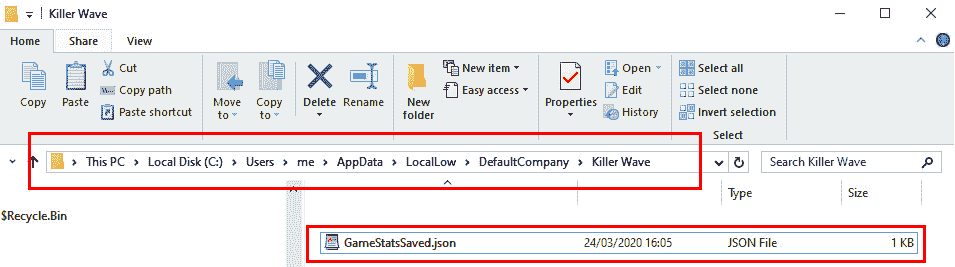 Killer Wave
Home Share View
Copy
Paste
Cut
Copy path
Paste shortcut
Move to
Copy to
Delete
Rename
New folder
New item
Easy access
Properties
Open
Edit
History
Select all
Select none
Invert selection
Select
This PC > Local Disk (C:) > Users > me > AppData > LocalLow > DefaultCompany > Killer Wave
Search Killer Wave
Type Size
$Recycle.Bin
GameStatsSaved.json 24/03/2020 16:05 JSON File 1 KB